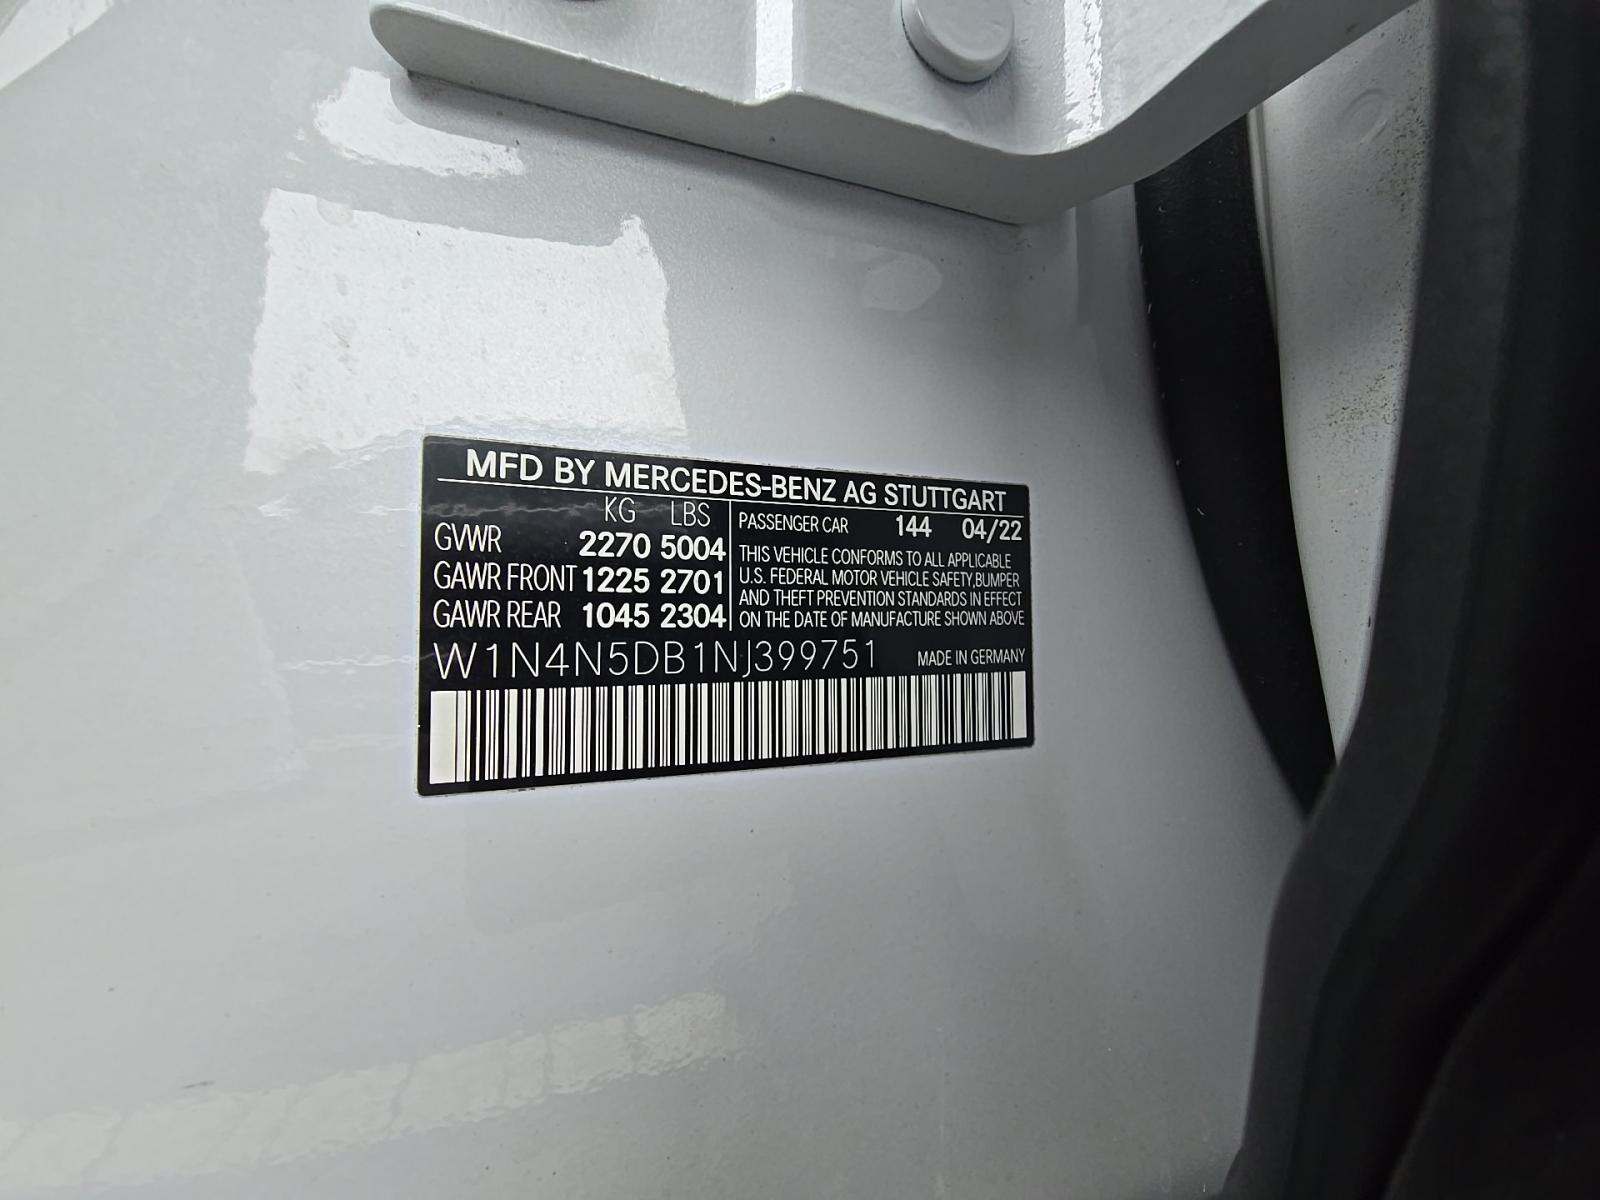 MFD BY MERCEDES-BENZ AG STUTTGART
KG LBS
GVWR 2270 5004
GAWR FRONT 1225 2701
GAWR REAR 1045 2304
PASSENGER CAR 144 04/22
THIS VEHICLE CONFORMS TO ALL APPLICABLE
U.S. FEDERAL MOTOR VEHICLE SAFETY,BUMPER
AND THEFT PREVENTION STANDARDS IN EFFECT
ON THE DATE OF MANUFACTURE SHOWN ABOVE
W1N4N5DB1NJ399751 MADE IN GERMANY